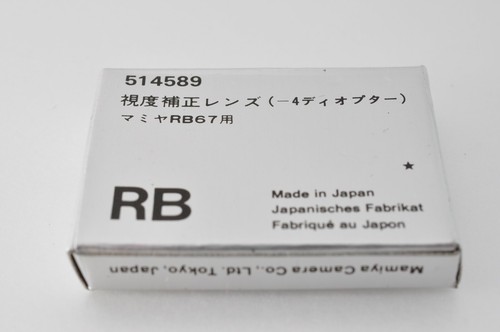 514589
視度補正レンズ(-4ディオプター)
マミヤRB67用
★
RB
Made in Japan
Japanisches Fabrikat
Fabriqué au Japon
Mamiya Camera Co., Ltd. Tokyo, Japan